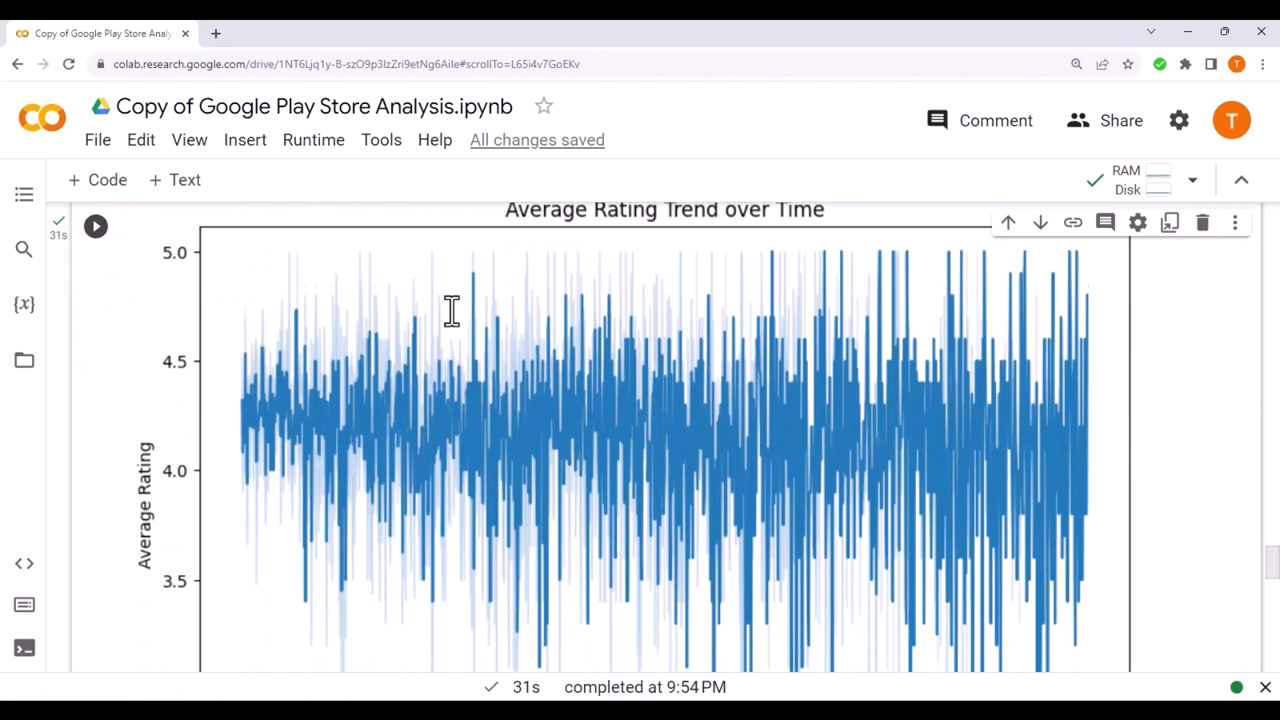 Copy of Google Play Store Analy
colab.research.google.com/drive/1NT6Ljq1y-B-szO9p3lzZri9etNg6AiIe#scrollTo=L65i4v7GoEKv
Copy of Google Play Store Analysis.ipynb
Comment
Share
T
File Edit View Insert Runtime Tools Help All changes saved
+ Code + Text
RAM
Disk
31s
Average Rating Trend over Time
5.0
4.5
4.0
3.5
Average Rating
31s completed at 9:54 PM